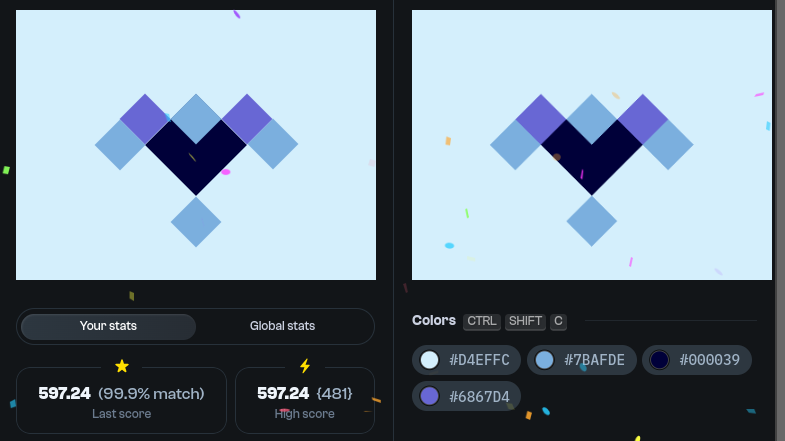 Your stats
Global stats
597.24 (99.9% match)
Last score
597.24 {481}
High score
Colors CTRL SHIFT C
#D4EFFC
#7BAFDE
#000039
#6867D4